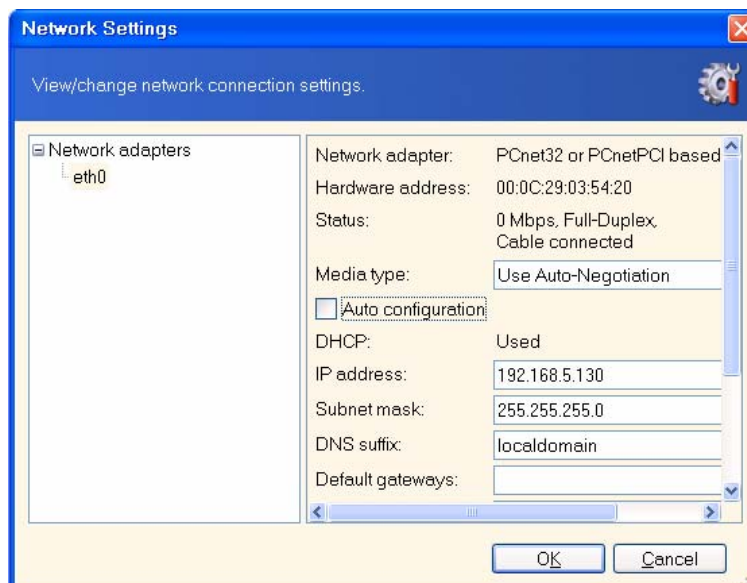 Network Settings
View/change network connection settings.
Network adapters
eth0
Network adapter: PCnet32 or PCnetPCI based
Hardware address: 00:0C:29:03:54:20
Status: 0 Mbps, Full-Duplex,
Cable connected
Media type: Use Auto-Negotiation
Auto configuration
DHCP: Used
IP address: 192.168.5.130
Subnet mask: 255.255.255.0
DNS suffix: localdomain
Default gateways:
OK Cancel